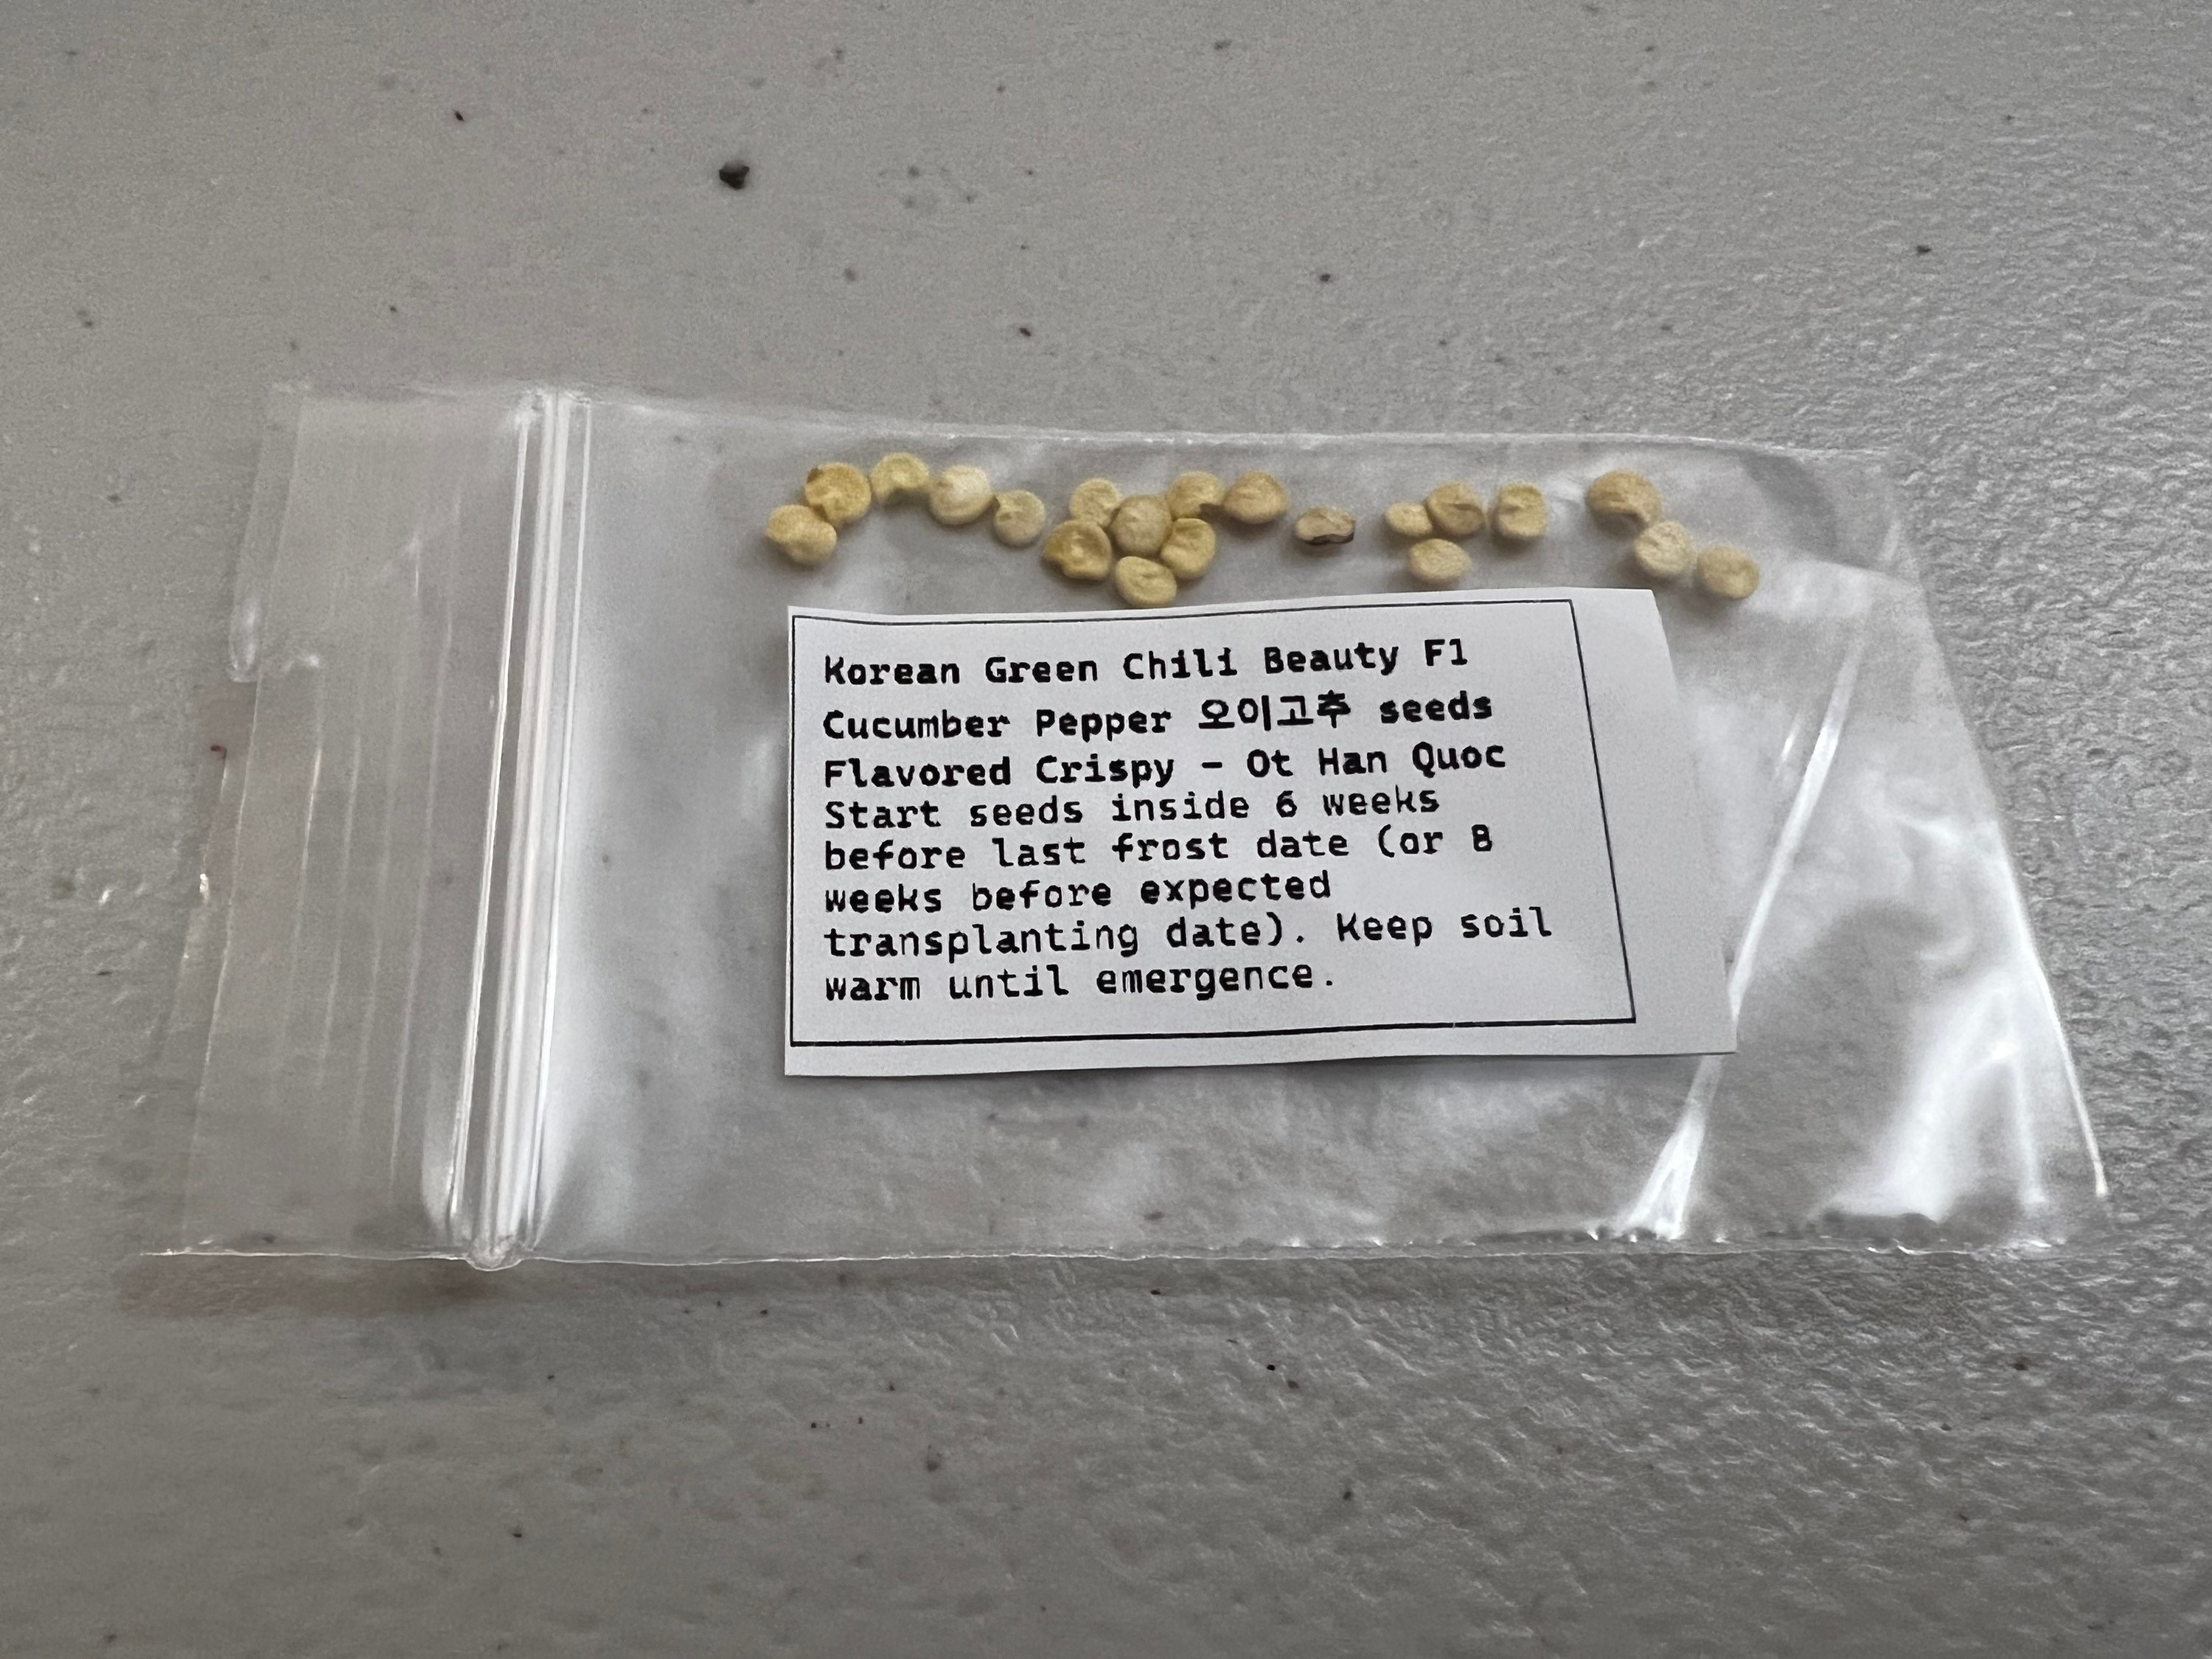 Korean Green Chili Beauty F1
Cucumber Pepper 오이고추 seeds
Flavored Crispy - Ot Han Quoc
Start seeds inside 6 weeks
before last frost date (or 8
weeks before expected
transplanting date). Keep soil
warm until emergence.